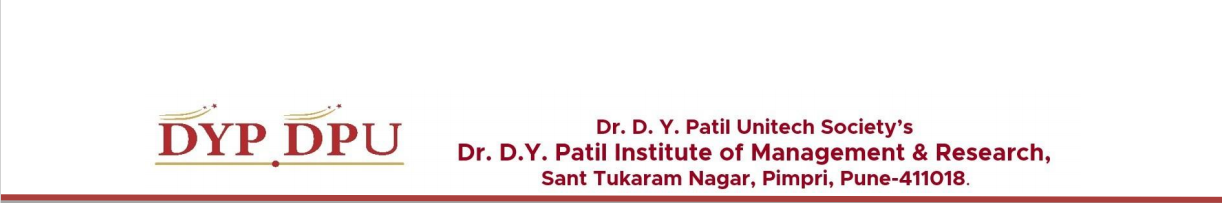 DYP DPU
Dr. D. Y. Patil Unitech Society’s
Dr. D.Y. Patil Institute of Management & Research,
Sant Tukaram Nagar, Pimpri, Pune-411018.